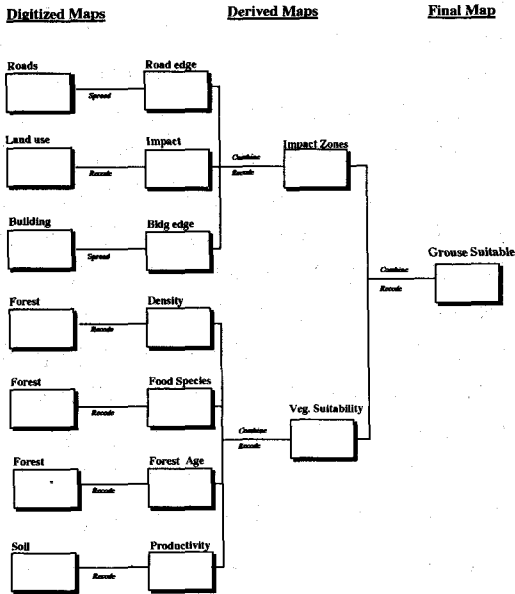 Digitized Maps
Derived Maps
Final Map
Roads
Spread
Road edge
Land use
Recode
Impact
Combine
Recode
Impact Zones
Building
Spread
Bldg edge
Combine
Recode
Grouse Suitable
Forest
Recode
Density
Forest
Recode
Food Species
Combine
Recode
Veg. Suitability
Forest
Recode
Forest Age
Soil
Recode
Productivity